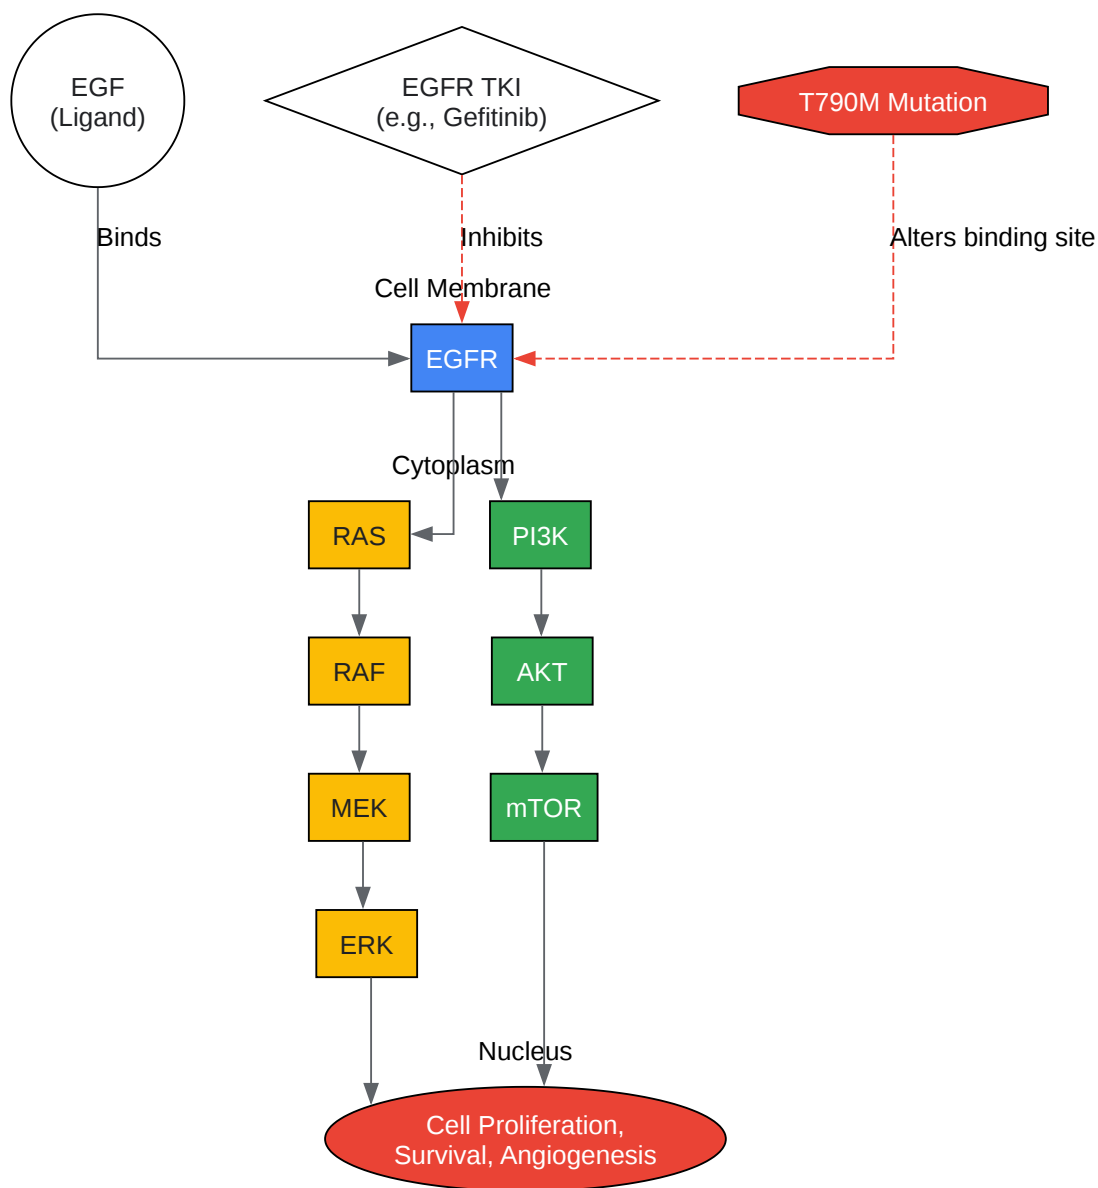 EGF
(Ligand)
EGFR TKI
(e.g., Gefitinib)
T790M Mutation
Binds
Inhibits
Alters binding site
Cell Membrane
EGFR
Cytoplasm
RAS
PI3K
RAF
AKT
MEK
mTOR
ERK
Nucleus
Cell Proliferation,
Survival, Angiogenesis